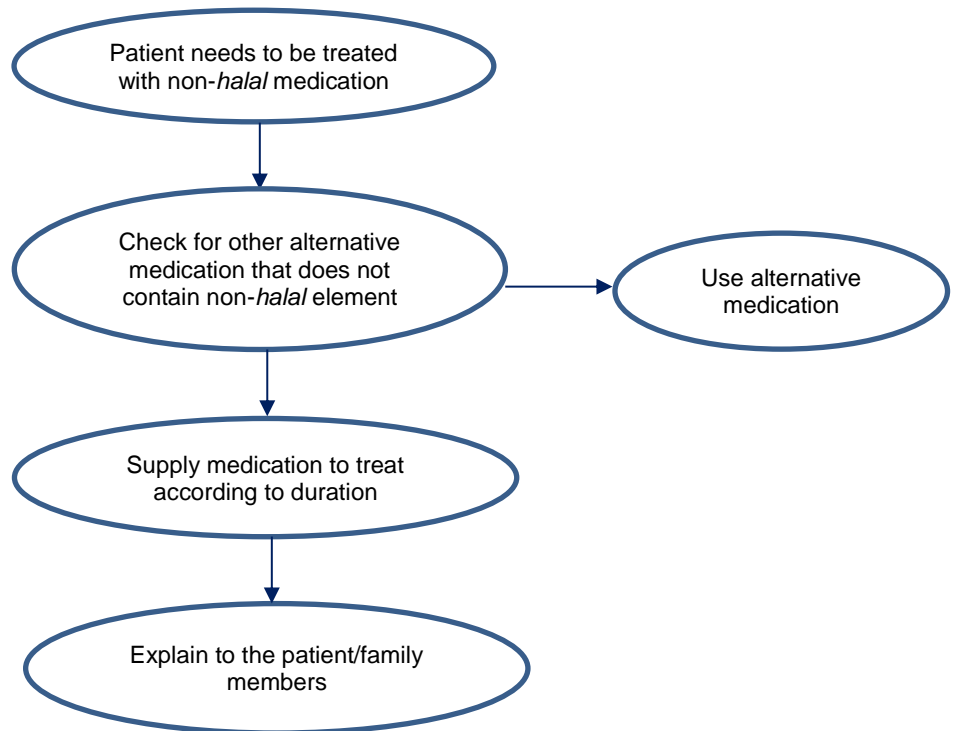 Patient needs to be treated
with non-halal medication
Check for other alternative
medication that does not
contain non-halal element
Use alternative
medication
Supply medication to treat
according to duration
Explain to the patient/family
members